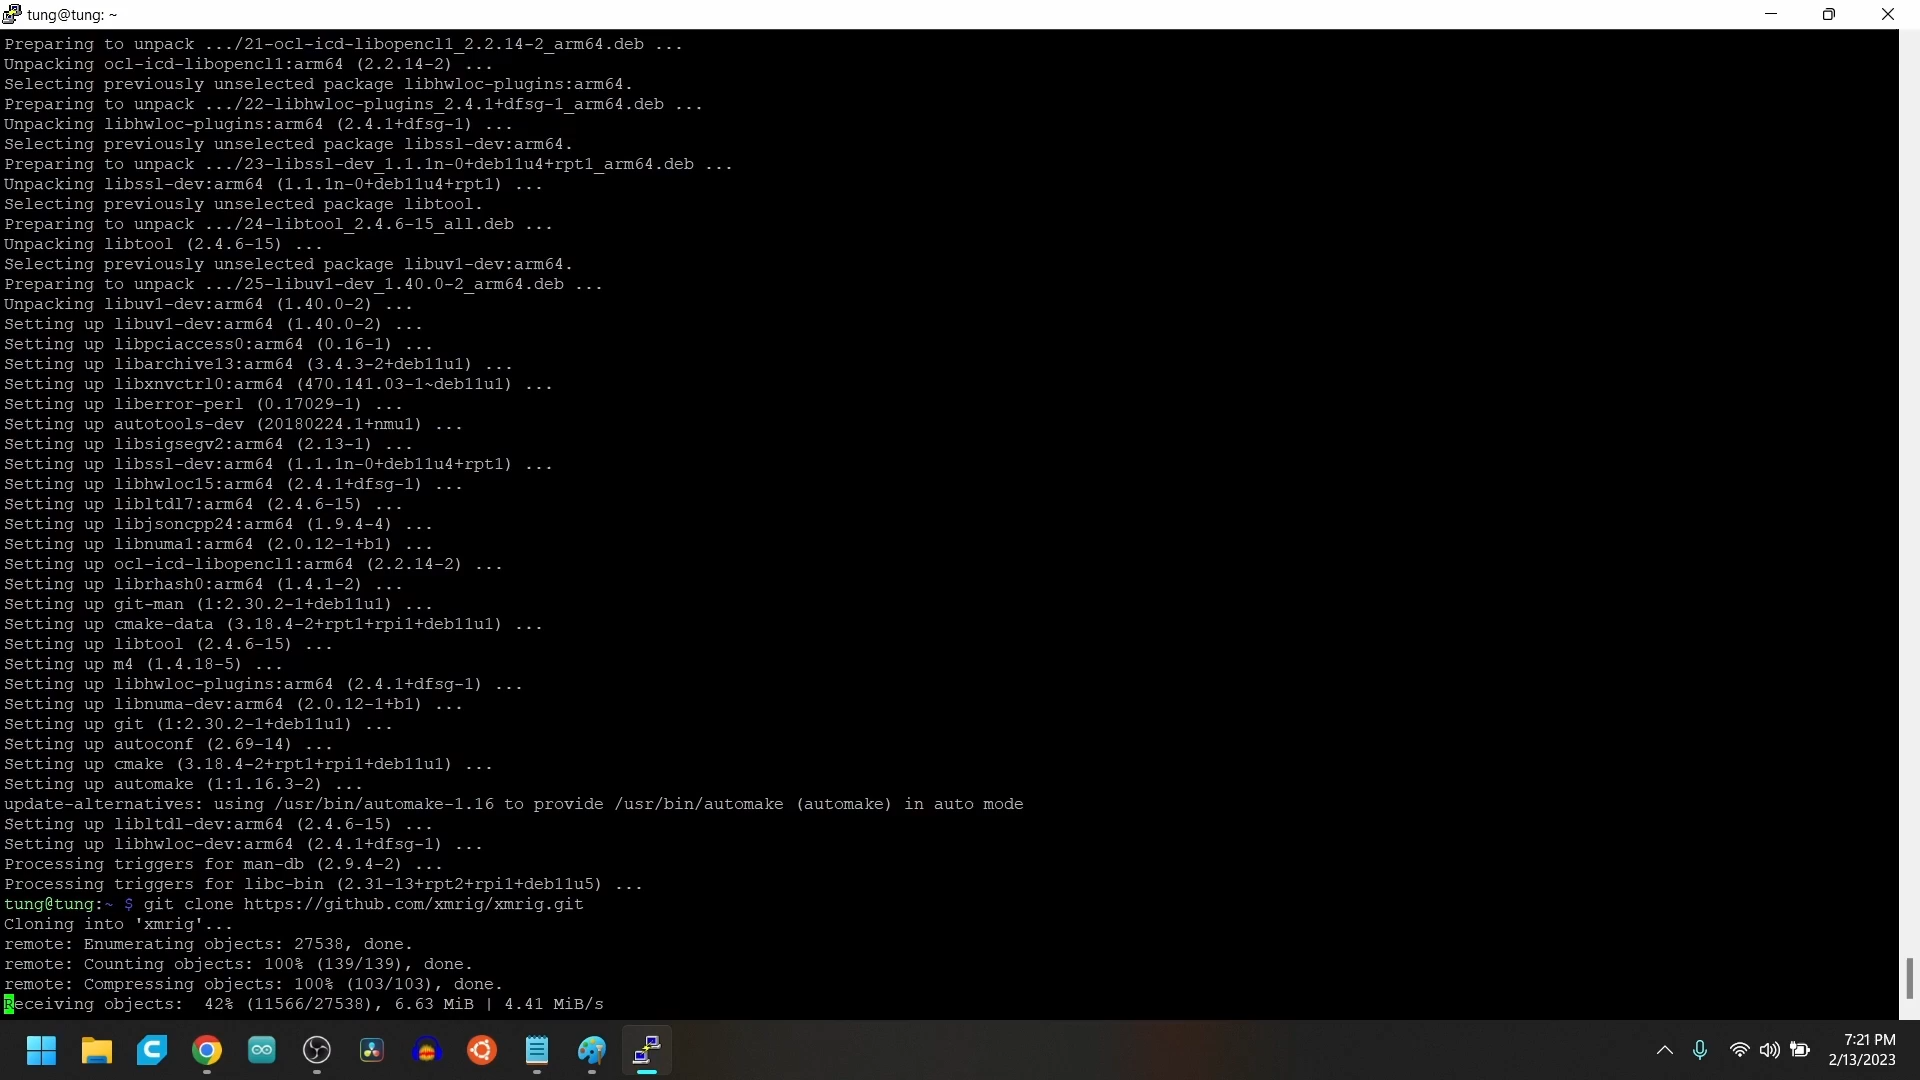 tung@tung: ~
Preparing to unpack .../21-ocl-icd-libopencl1_2.2.14-2_arm64.deb ...
Unpacking ocl-icd-libopencl1:arm64 (2.2.14-2) ...
Selecting previously unselected package libhwloc-plugins:arm64.
Preparing to unpack .../22-libhwloc-plugins_2.4.1+dfsg-1_arm64.deb ...
Unpacking libhwloc-plugins:arm64 (2.4.1+dfsg-1) ...
Selecting previously unselected package libssl-dev:arm64.
Preparing to unpack .../23-libssl-dev_1.1.1n-0+deb11u4+rpt1_arm64.deb ...
Unpacking libssl-dev:arm64 (1.1.1n-0+deb11u4+rpt1) ...
Selecting previously unselected package libtool.
Preparing to unpack .../24-libtool_2.4.6-15_all.deb ...
Unpacking libtool (2.4.6-15) ...
Selecting previously unselected package libuv1-dev:arm64.
Preparing to unpack .../25-libuv1-dev_1.40.0-2_arm64.deb ...
Unpacking libuv1-dev:arm64 (1.40.0-2) ...
Setting up libuv1-dev:arm64 (1.40.0-2) ...
Setting up libpciaccess0:arm64 (0.16-1) ...
Setting up libarchive13:arm64 (3.4.3-2+deb11u1) ...
Setting up libxnvctrl0:arm64 (470.141.03-1~deb11u1) ...
Setting up liberror-perl (0.17029-1) ...
Setting up autotools-dev (20180224.1+nmu1) ...
Setting up libsigsegv2:arm64 (2.13-1) ...
Setting up libssl-dev:arm64 (1.1.1n-0+deb11u4+rpt1) ...
Setting up libhwloc15:arm64 (2.4.1+dfsg-1) ...
Setting up libltdl7:arm64 (2.4.6-15) ...
Setting up libjsoncpp24:arm64 (1.9.4-4) ...
Setting up libnuma1:arm64 (2.0.12-1+b1) ...
Setting up ocl-icd-libopencl1:arm64 (2.2.14-2) ...
Setting up librhash0:arm64 (1.4.1-2) ...
Setting up git-man (1:2.30.2-1+deb11u1) ...
Setting up cmake-data (3.18.4-2+rpt1+rpi1+deb11u1) ...
Setting up libtool (2.4.6-15) ...
Setting up m4 (1.4.18-5) ...
Setting up libhwloc-plugins:arm64 (2.4.1+dfsg-1) ...
Setting up libnuma-dev:arm64 (2.0.12-1+b1) ...
Setting up git (1:2.30.2-1+deb11u1) ...
Setting up autoconf (2.69-14) ...
Setting up cmake (3.18.4-2+rpt1+rpi1+deb11u1) ...
Setting up automake (1:1.16.3-2) ...
update-alternatives: using /usr/bin/automake-1.16 to provide /usr/bin/automake (automake) in auto mode
Setting up libltdl-dev:arm64 (2.4.6-15) ...
Setting up libhwloc-dev:arm64 (2.4.1+dfsg-1) ...
Processing triggers for man-db (2.9.4-2) ...
Processing triggers for libc-bin (2.31-13+rpt2+rpi1+deb11u5) ...
tung@tung:~ $ git clone https://github.com/xmrig/xmrig.git
Cloning into 'xmrig'...
remote: Enumerating objects: 27538, done.
remote: Counting objects: 100% (139/139), done.
remote: Compressing objects: 100% (103/103), done.
Receiving objects:  42% (11566/27538), 6.63 MiB | 4.41 MiB/s
7:21 PM
2/13/2023